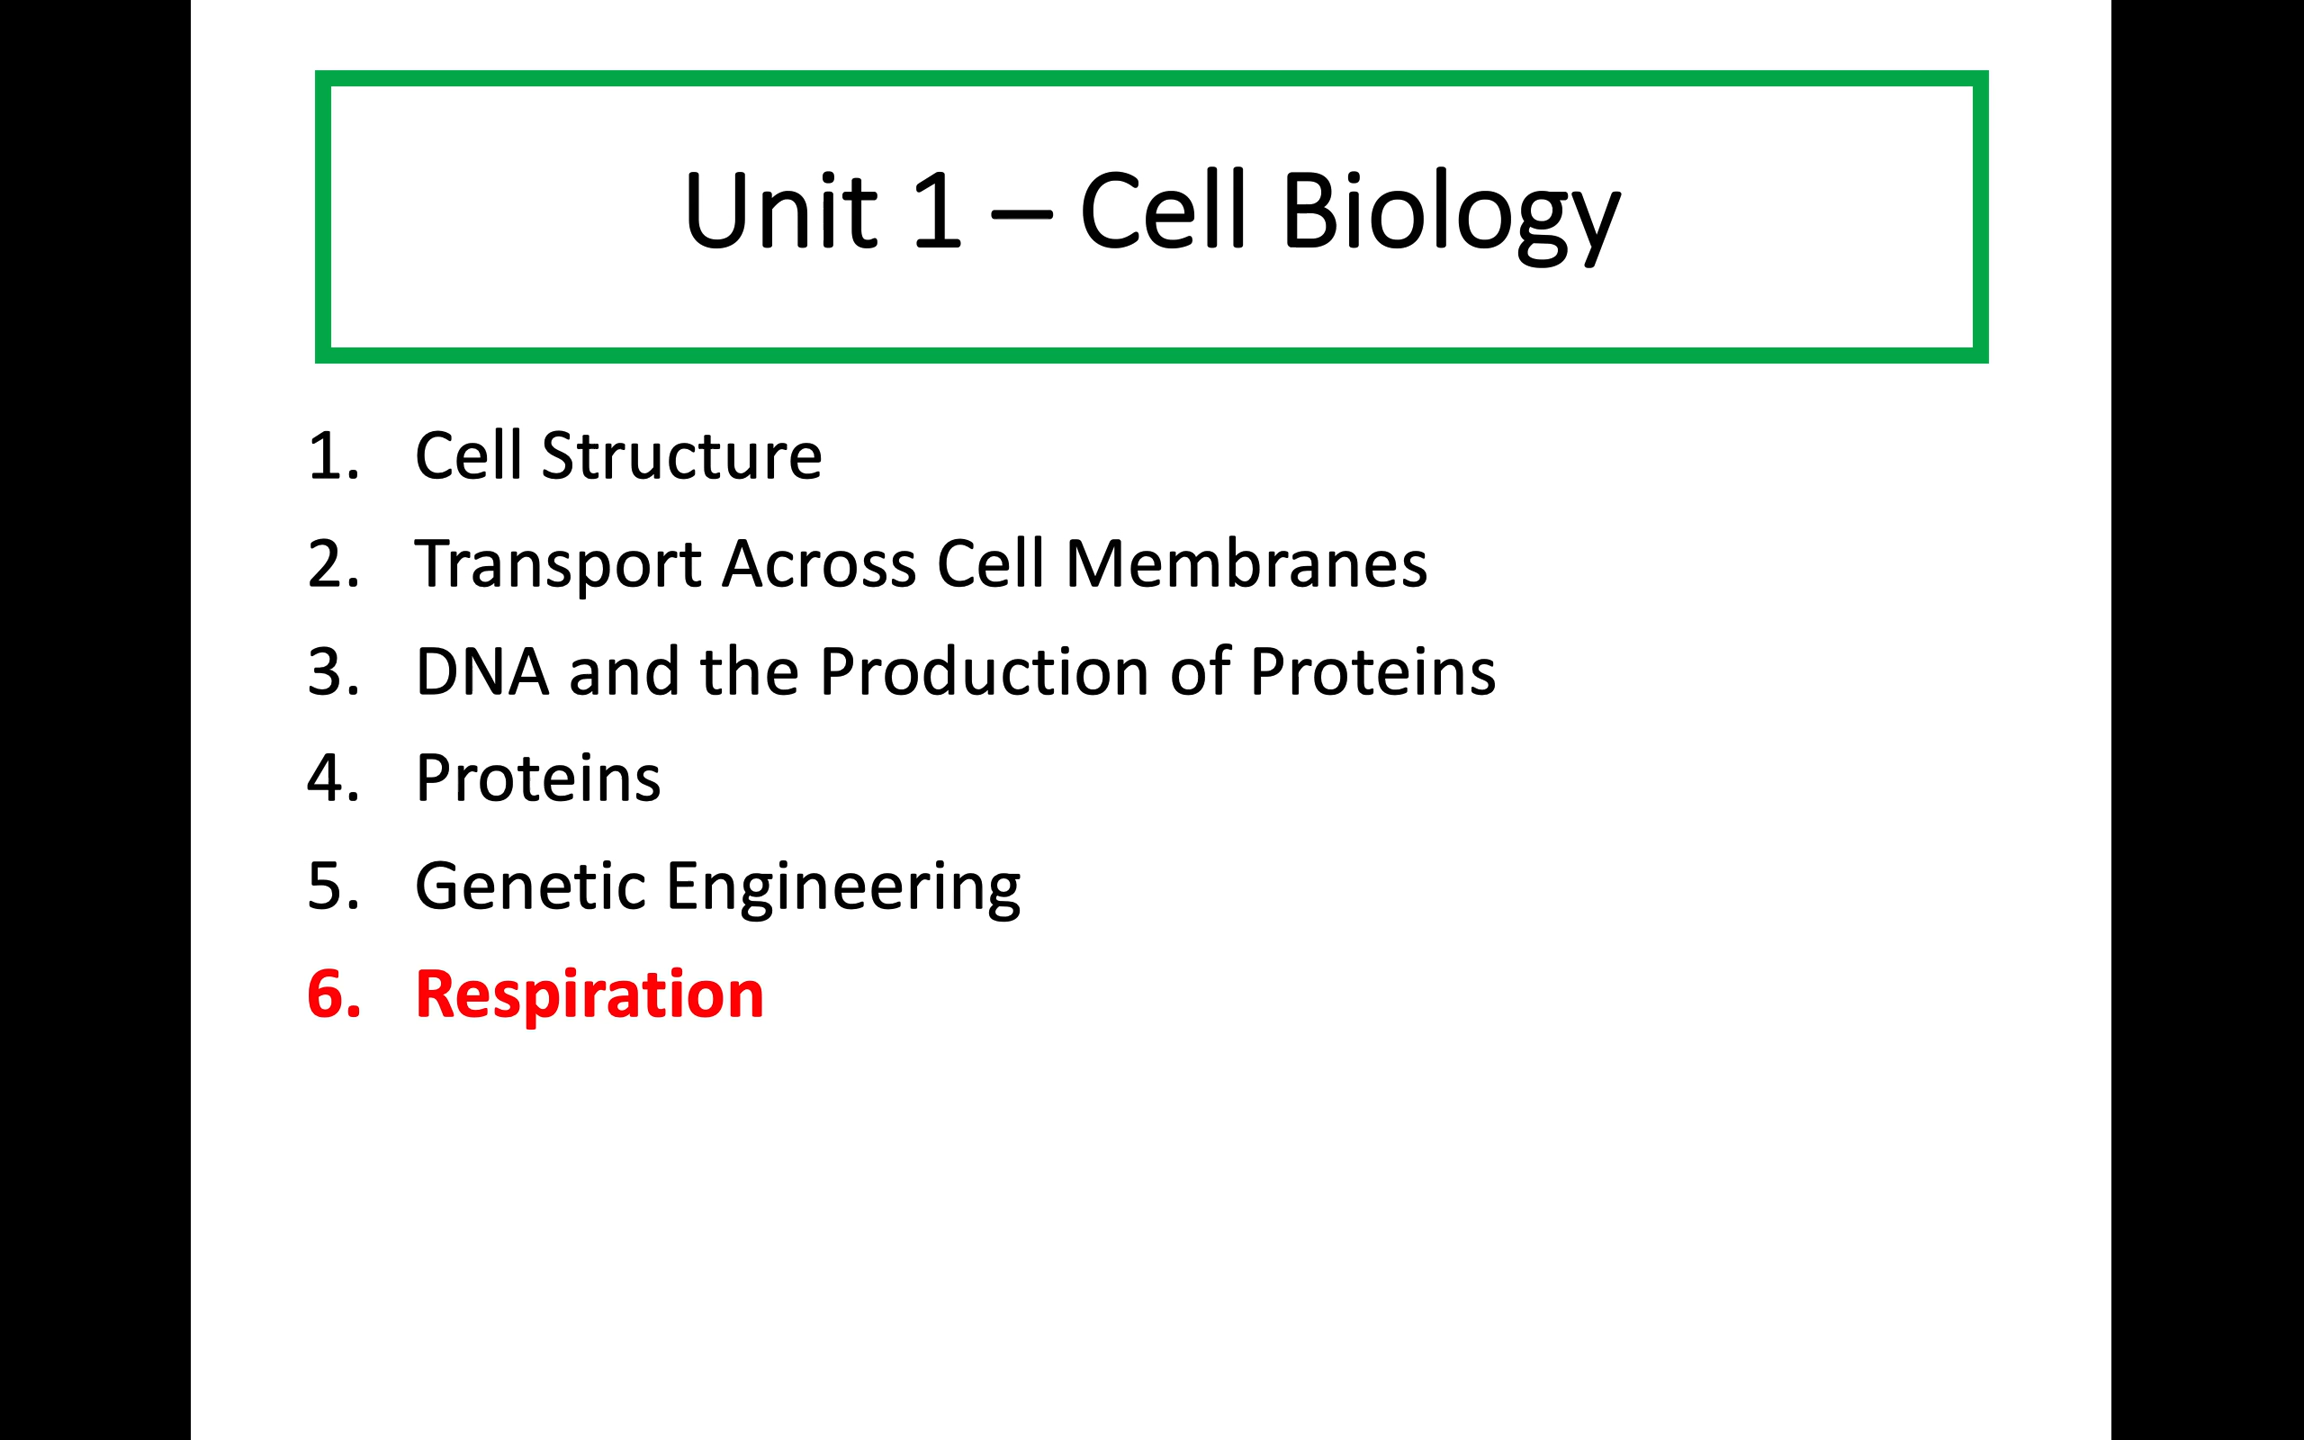 Unit 1 – Cell Biology
1. Cell Structure
2. Transport Across Cell Membranes
3. DNA and the Production of Proteins
4. Proteins
5. Genetic Engineering
6. Respiration